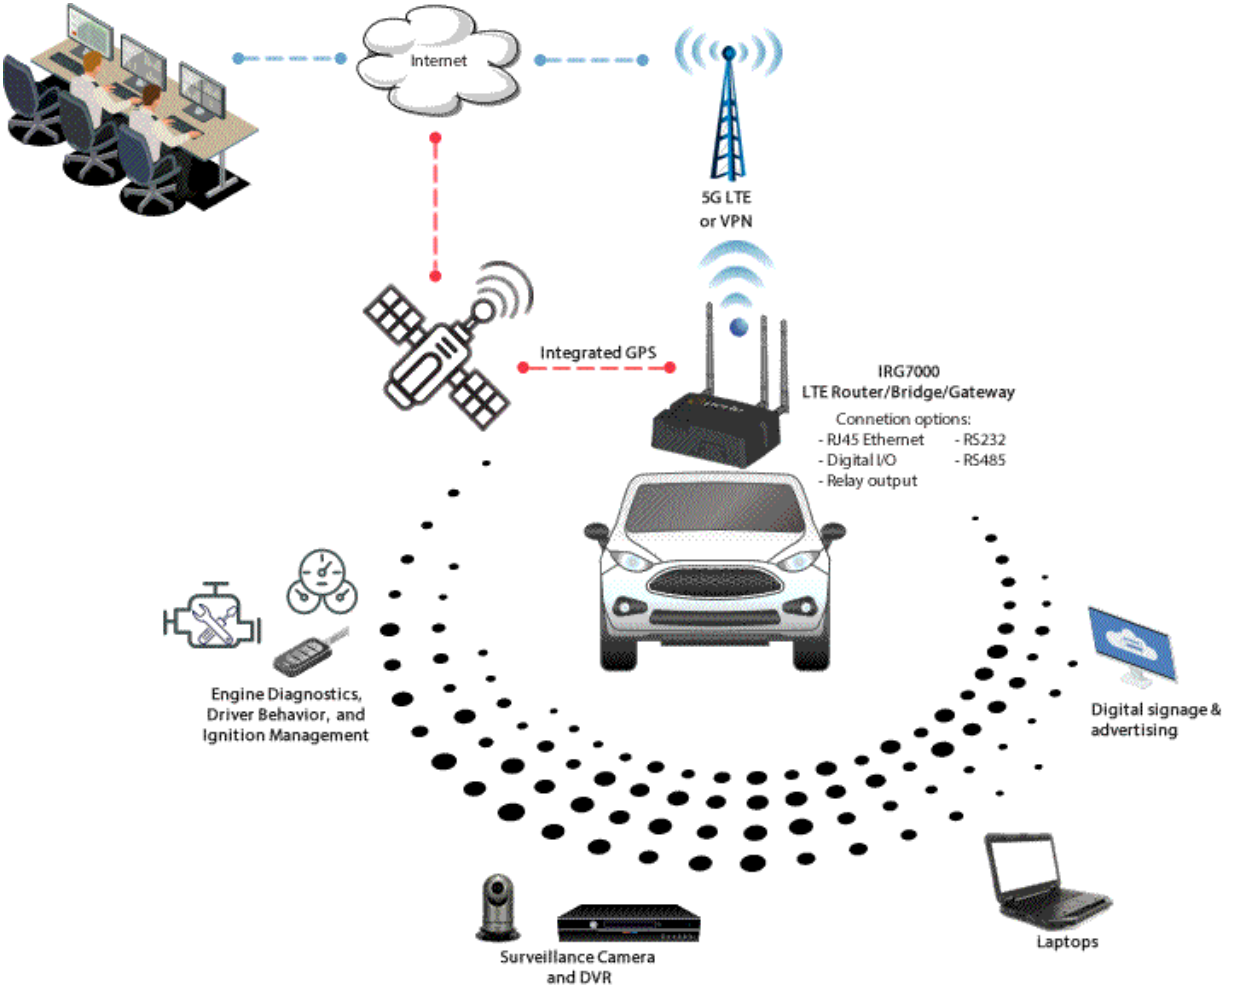 Internet
5G LTE
or VPN
Integrated GPS
IRG7000
LTE Router/Bridge/Gateway
Connetion options:
- RJ45 Ethernet - RS232
- Digital I/O - RS485
- Relay output
Engine Diagnostics,
Driver Behavior, and
Ignition Management
Digital signage &
advertising
Laptops
Surveillance Camera
and DVR